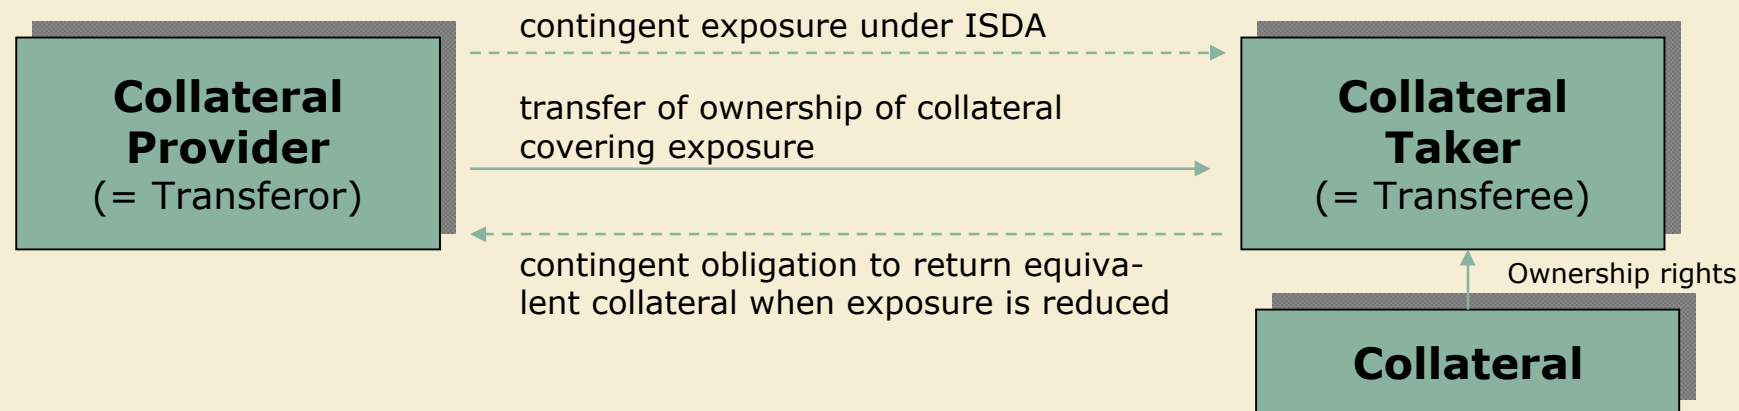 contingent exposure under ISDA
Collateral
Provider
(= Transferor)
transfer of ownership of collateral
covering exposure
Collateral
Taker
(= Transferee)
contingent obligation to return equiva-
lent collateral when exposure is reduced
Ownership rights
Collateral